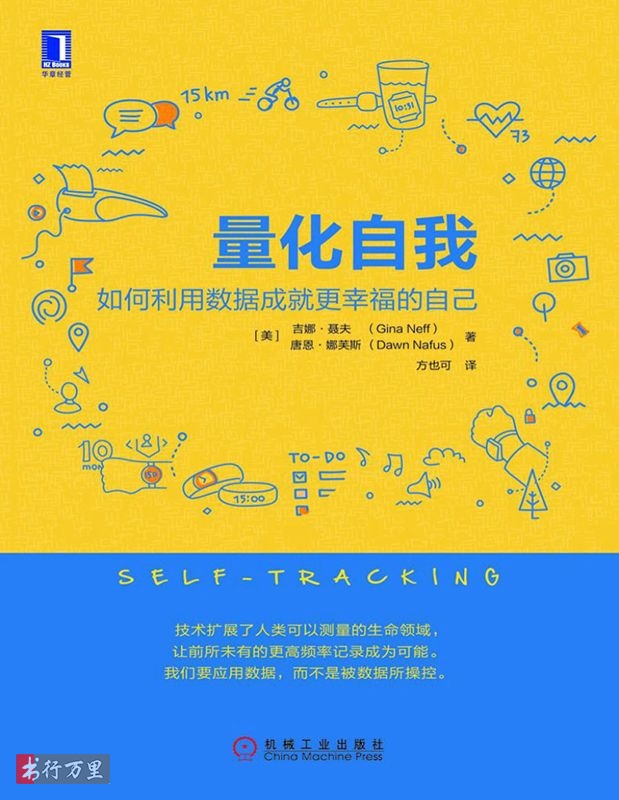 HZ Books
华章经管
15km
10:31
73
量化自我
如何利用数据成就更幸福的自己
[美] 吉娜·聂夫 (Gina Neff)
唐恩·娜芙斯 (Dawn Nafus) 著
方也可 译
10
mon
150
15:00
TO-DO
SELF-TRACKING
技术扩展了人类可以测量的生命领域,
让前所未有的更高频率记录成为可能。
我们要应用数据,而不是被数据所操控。
机械工业出版社
China Machine Press
书行万里